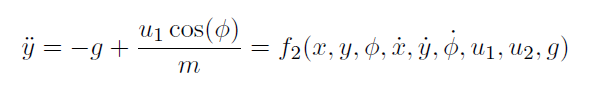 ÿ = −g + u₁ cos(ϕ) / m = f₂(x, y, ϕ, ẋ, ẏ, ϕ̇, u₁, u₂, g)